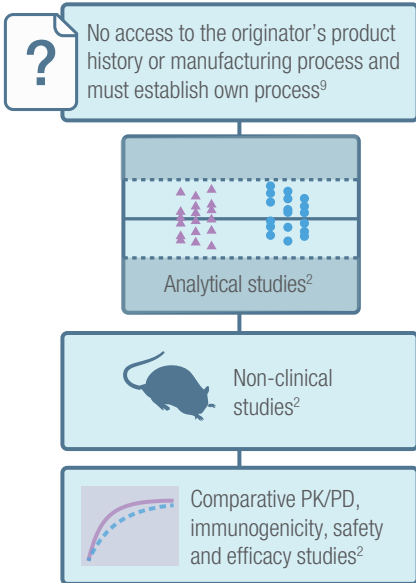 ?
No access to the originator’s product
history or manufacturing process and
must establish own process⁹
Analytical studies²
Non-clinical
studies²
Comparative PK/PD,
immunogenicity, safety
and efficacy studies²